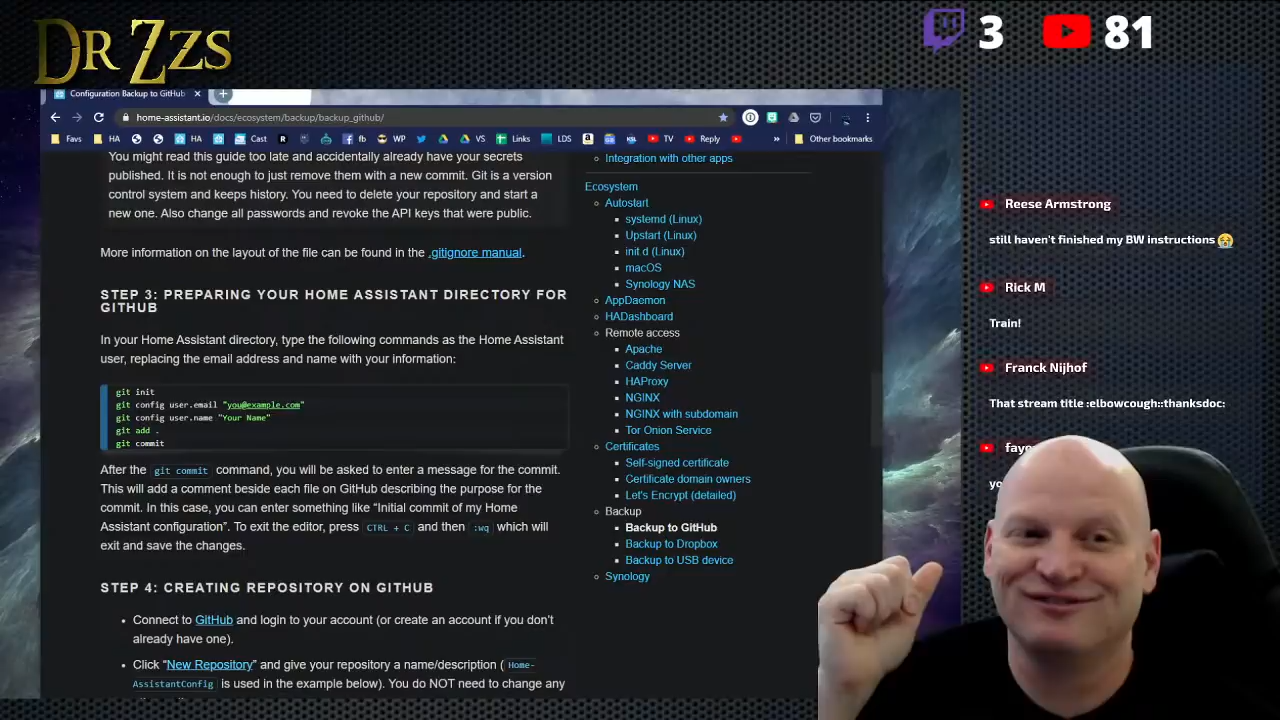 DR ZZS
3
81
Configuration Backup to GitHub
home-assistant.io/docs/ecosystem/backup/backup_github/
Favs
HA
HA
Cast
fb
WP
VS
Links
LDS
TV
Reply
Other bookmarks
You might read this guide too late and accidentally already have your secrets
published. It is not enough to just remove them with a new commit. Git is a version
control system and keeps history. You need to delete your repository and start a
new one. Also change all passwords and revoke the API keys that were public.
More information on the layout of the file can be found in the .gitignore manual.
STEP 3: PREPARING YOUR HOME ASSISTANT DIRECTORY FOR
GITHUB
In your Home Assistant directory, type the following commands as the Home Assistant
user, replacing the email address and name with your information:
git init
git config user.email "you@example.com"
git config user.name "Your Name"
git add .
git commit
After the git commit command, you will be asked to enter a message for the commit.
This will add a comment beside each file on GitHub describing the purpose for the
commit. In this case, you can enter something like “Initial commit of my Home
Assistant configuration”. To exit the editor, press CTRL + C and then :wq which will
exit and save the changes.
STEP 4: CREATING REPOSITORY ON GITHUB
Connect to GitHub and login to your account (or create an account if you don’t
already have one).
Click “New Repository” and give your repository a name/description ( Home-
AssistantConfig is used in the example below). You do NOT need to change any
Integration with other apps
Ecosystem
Autostart
systemd (Linux)
Upstart (Linux)
init.d (Linux)
macOS
Synology NAS
AppDaemon
HADashboard
Remote access
Apache
Caddy Server
HAProxy
NGINX
NGINX with subdomain
Tor Onion Service
Certificates
Self-signed certificate
Certificate domain owners
Let's Encrypt (detailed)
Backup
Backup to GitHub
Backup to Dropbox
Backup to USB device
Synology
Reese Armstrong
still haven't finished my BW instructions 😭
Rick M
Train!
Franck Nijhof
That stream title :elbowcough::thanksdoc: